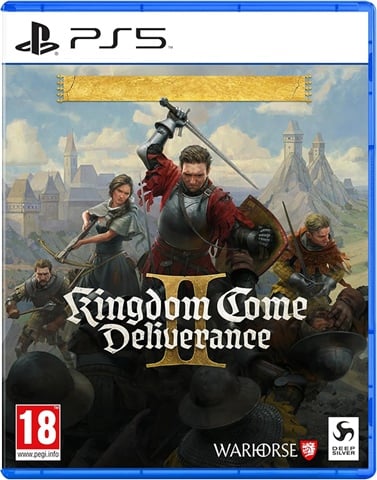 PS5
II
Kingdom Come
Deliverance
18
www.pegi.info
WARHORSE
DEEP
SILVER